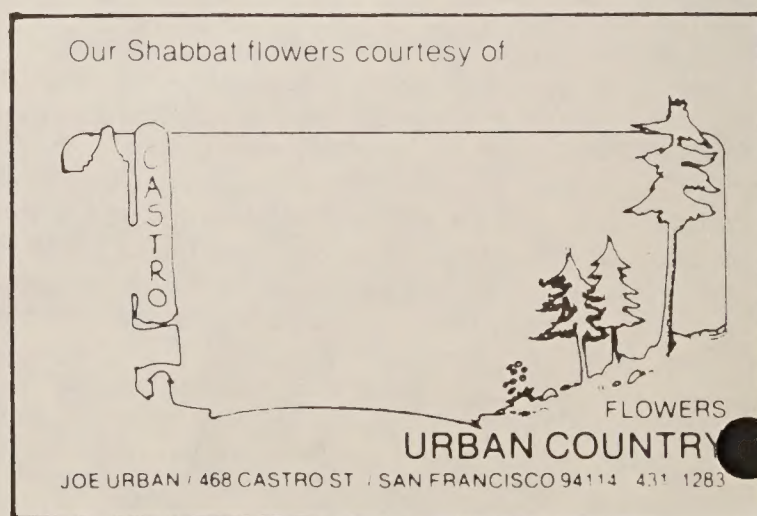 Our Shabbat flowers courtesy of
CASTRO
FLOWERS
URBAN COUNTRY
JOE URBAN / 468 CASTRO ST / SAN FRANCISCO 94114 431 1283